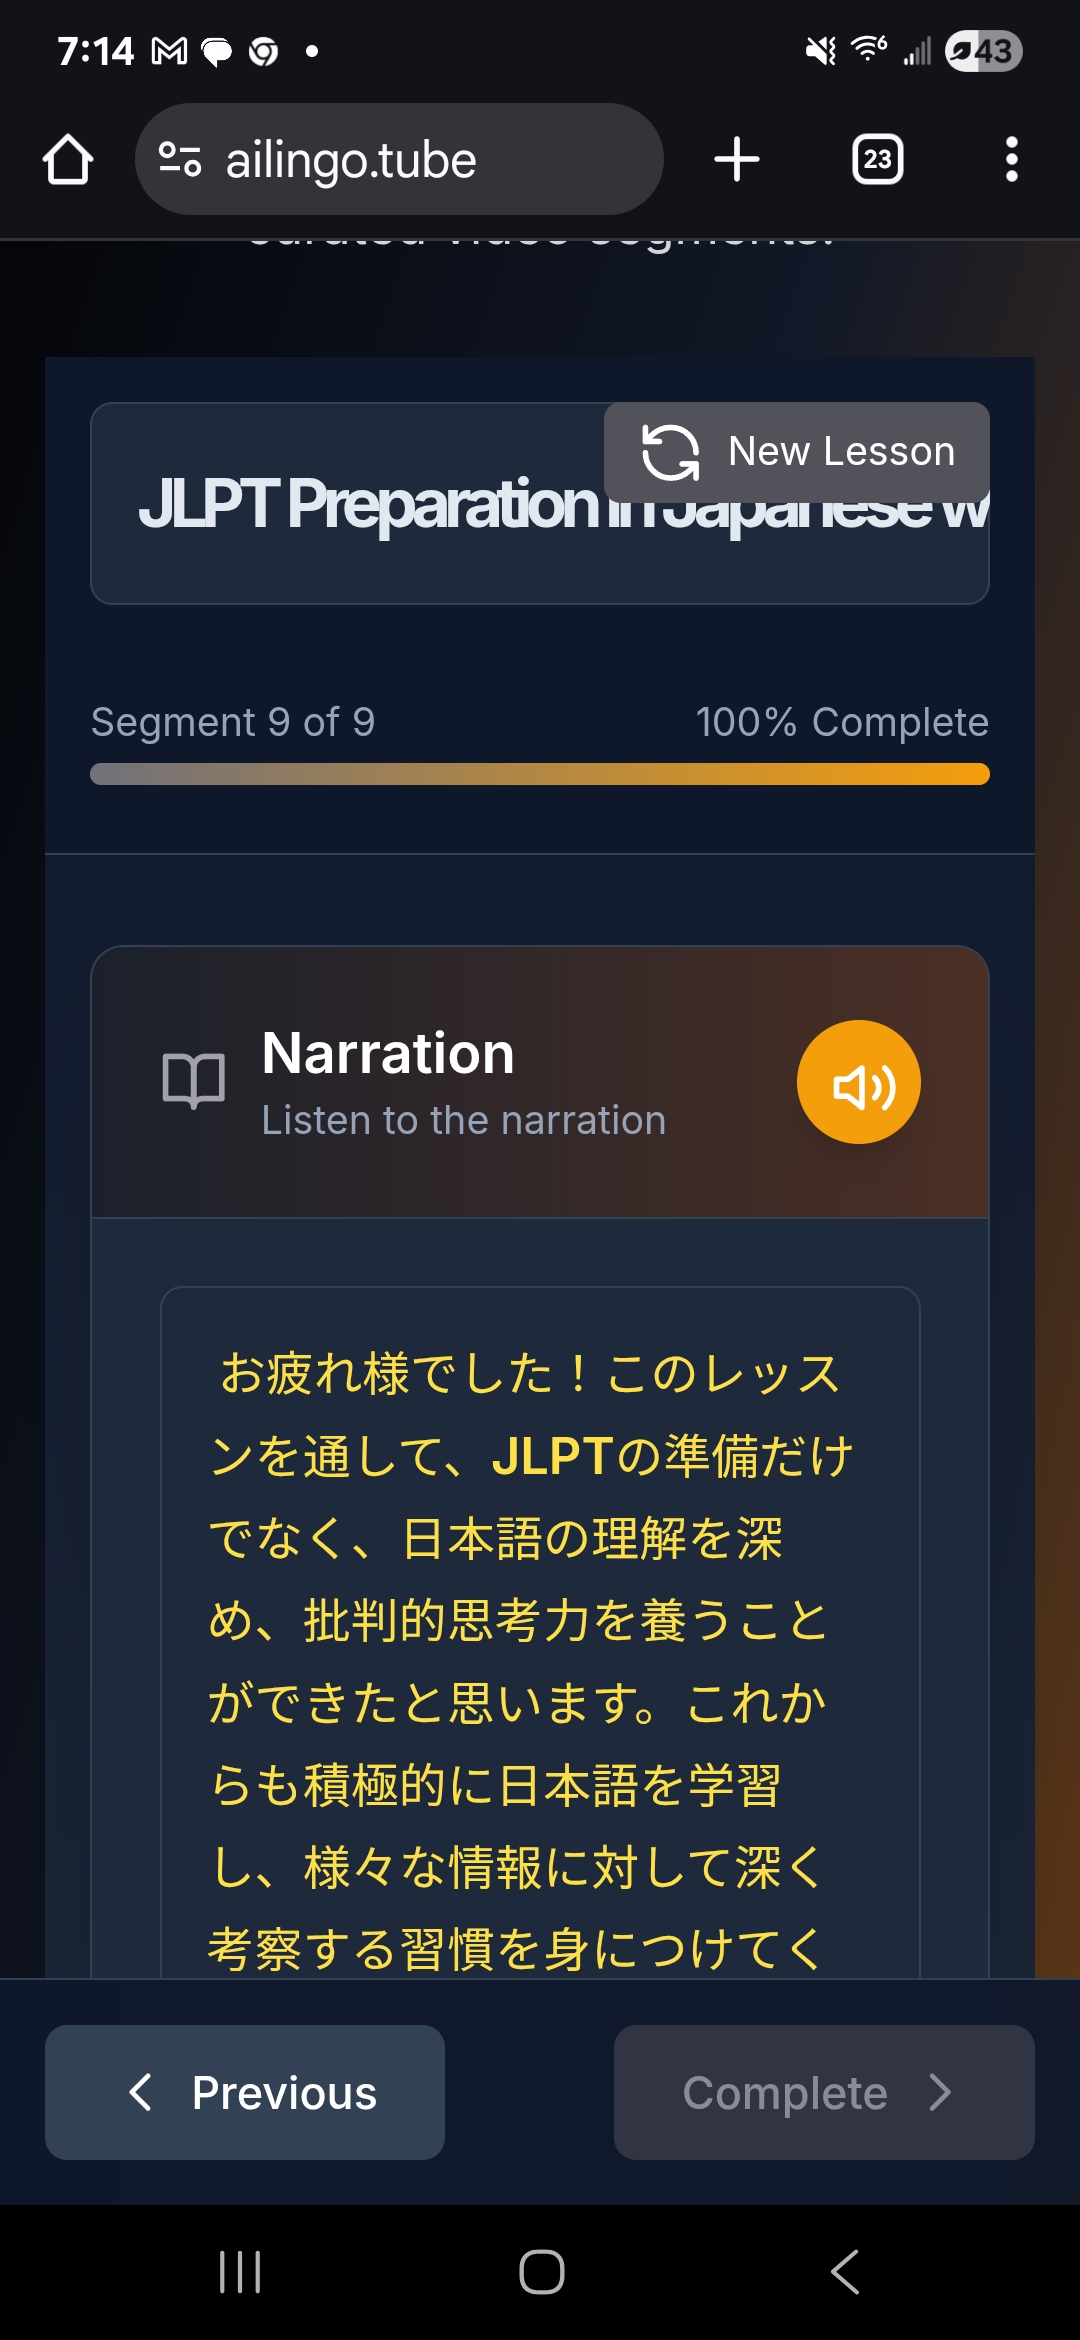 7:14
6
43
ailingo.tube
23
curated video segments.
New Lesson
JLPT Preparation in Japanese w
Segment 9 of 9
100% Complete
Narration
Listen to the narration
お疲れ様でした！このレッス
ンを通して、JLPTの準備だけ
でなく、日本語の理解を深
め、批判的思考力を養うこと
ができたと思います。これか
らも積極的に日本語を学習
し、様々な情報に対して深く
考察する習慣を身につけてく
Previous
Complete